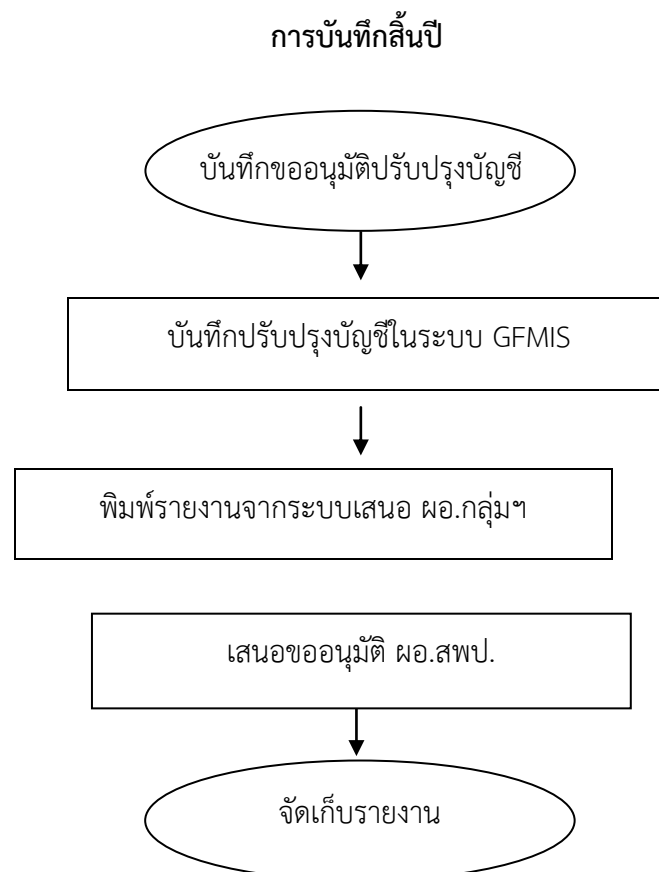 การบันทึกสิ้นปี
บันทึกขออนุมัติปรับปรุงบัญชี
บันทึกปรับปรุงบัญชีในระบบ GFMIS
พิมพ์รายงานจากระบบเสนอ ผอ.กลุ่มฯ
เสนอขออนุมัติ ผอ.สพป.
จัดเก็บรายงาน